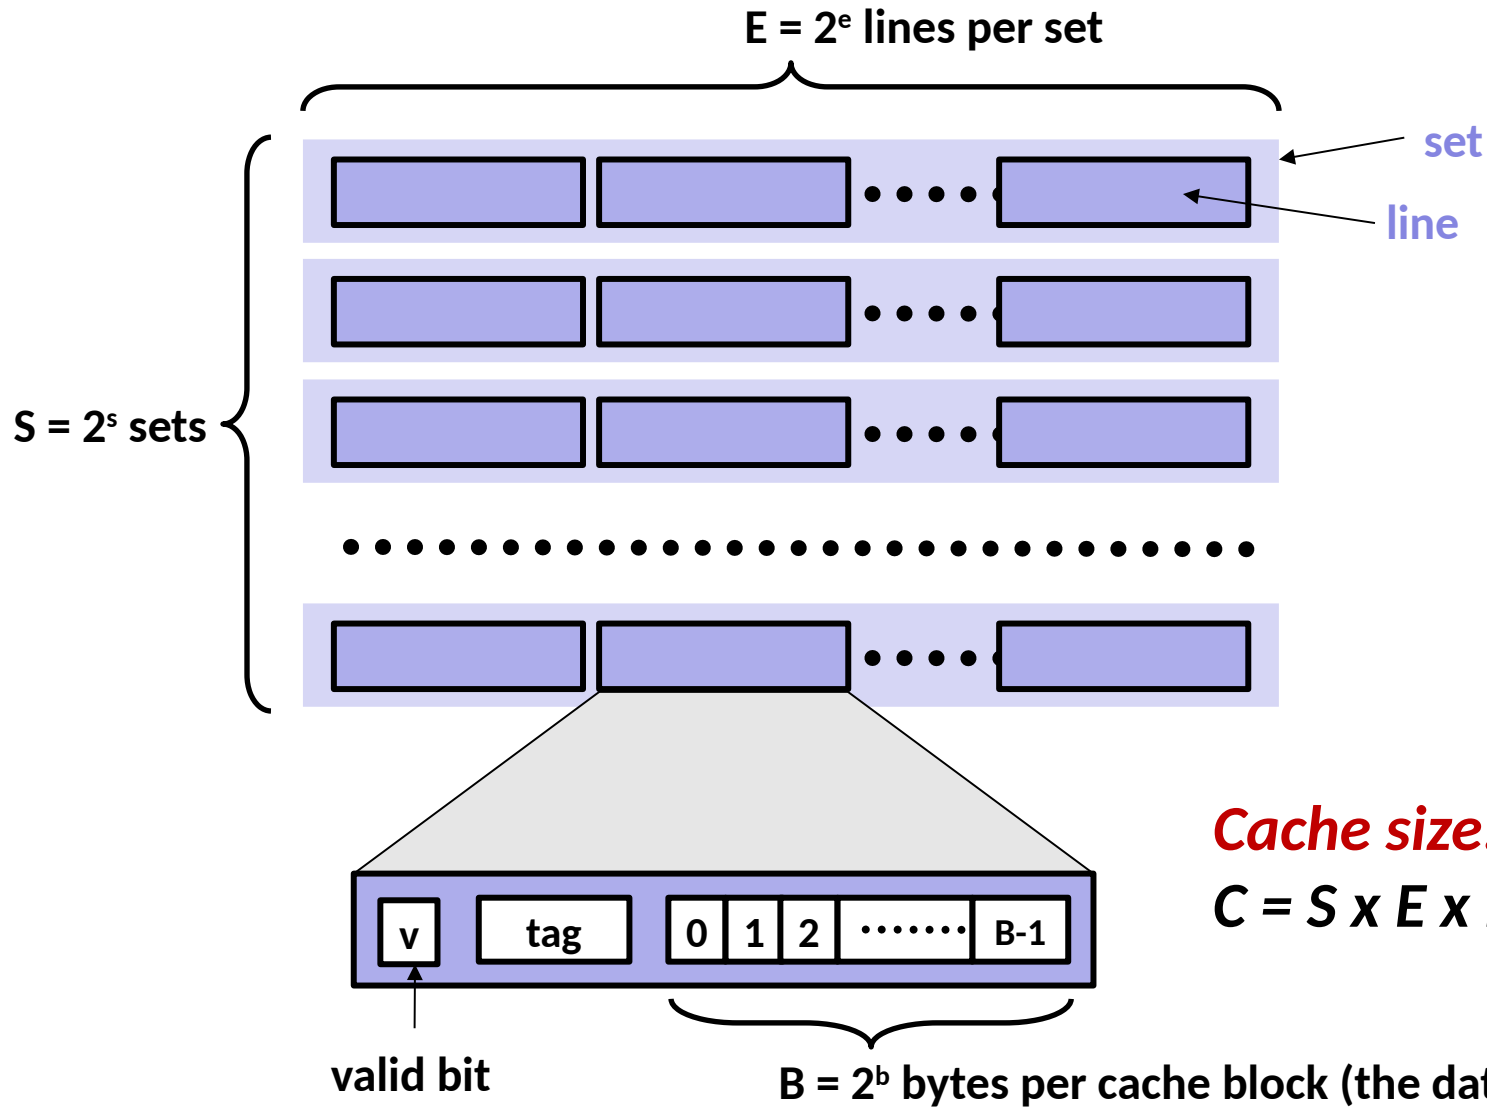 E = 2ᵉ lines per set
set
line
S = 2ˢ sets
Cache size
C = S x E x
v
tag
0
1
2
B-1
valid bit
B = 2ᵇ bytes per cache block (the dat